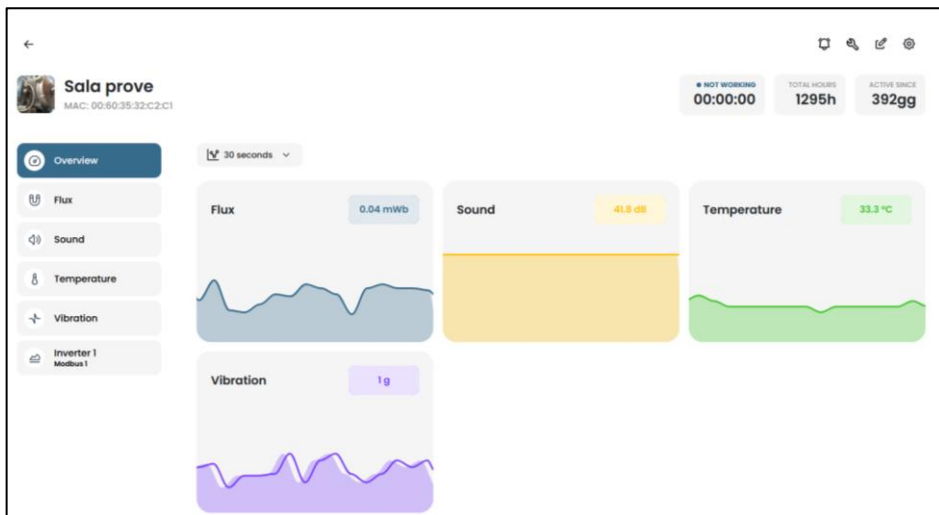 Sala prove
MAC: 00:60:35:32:C2:C1
NOT WORKING
00:00:00
TOTAL HOURS
1295h
ACTIVE SINCE
392gg
Overview
Flux
Sound
Temperature
Vibration
Inverter 1
Modbus 1
30 seconds
Flux
0.04 mWb
Sound
41.8 dB
Temperature
33.3 °C
Vibration
1 g